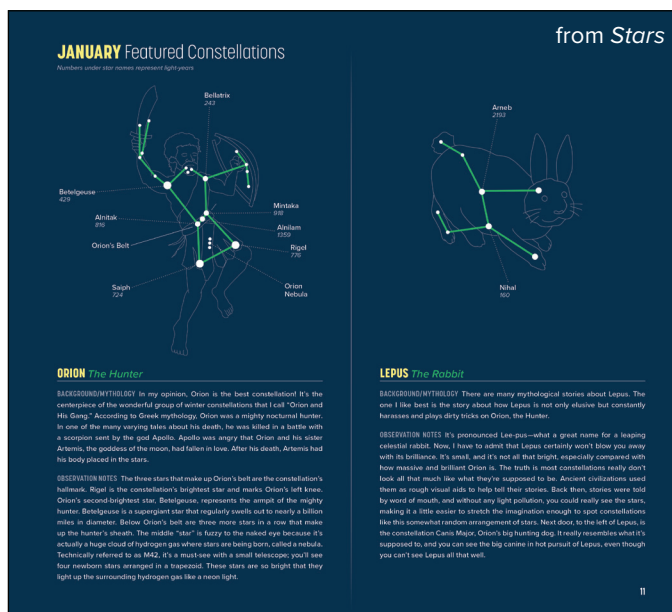 from Stars
JANUARY Featured Constellations
Numbers under star names represent light-years
Bellatrix
243
Betelgeuse
429
Alnitak
816
Orion's Belt
Saiph
724
Mintaka
918
Alnilam
1359
Rigel
776
Orion
Nebula
Arneb
2193
Nihal
160
ORION The Hunter
BACKGROUND/MYTHOLOGY In my opinion, Orion is the best constellation! It's the
centerpiece of the wonderful group of winter constellations that I call "Orion and
His Gang." According to Greek mythology, Orion was a mighty nocturnal hunter.
In one of the many varying tales about his death, he was killed in a battle with
a scorpion sent by the god Apollo. Apollo was angry that Orion and his sister
Artemis, the goddess of the moon, had fallen in love. After his death, Artemis had
his body placed in the stars.
OBSERVATION NOTES The three stars that make up Orion's belt are the constellation's
hallmark. Rigel is the constellation's brightest star and marks Orion's left knee.
Orion's second-brightest star, Betelgeuse, represents the armpit of the mighty
hunter. Betelgeuse is a supergiant star that regularly swells out to nearly a billion
miles in diameter. Below Orion's belt are three more stars in a row that make
up the hunter's sheath. The middle "star" is fuzzy to the naked eye because it's
actually a huge cloud of hydrogen gas where stars are being born, called a nebula.
Technically referred to as M42, it's a must-see with a small telescope; you'll see
four newborn stars arranged in a trapezoid. These stars are so bright that they
light up the surrounding hydrogen gas like a neon light.
LEPUS The Rabbit
BACKGROUND/MYTHOLOGY There are many mythological stories about Lepus. The
one I like best is the story about how Lepus is not only elusive but constantly
harasses and plays dirty tricks on Orion, the Hunter.
OBSERVATION NOTES It's pronounced Lee-pus—what a great name for a leaping
celestial rabbit. Now, I have to admit that Lepus certainly won't blow you away
with its brilliance. It's small, and it's not all that bright, especially compared with
how massive and brilliant Orion is. The truth is most constellations really don't
look all that much like what they're supposed to be. Ancient civilizations used
them as rough visual aids to help tell their stories. Back then, stories were told
by word of mouth, and without any light pollution, you could really see the stars,
making it a little easier to stretch the imagination enough to spot constellations
like this somewhat random arrangement of stars. Next door, to the left of Lepus, is
the constellation Canis Major, Orion's big hunting dog. It really resembles what it's
supposed to, and you can see the big canine in hot pursuit of Lepus, even though
you can't see Lepus all that well.
11